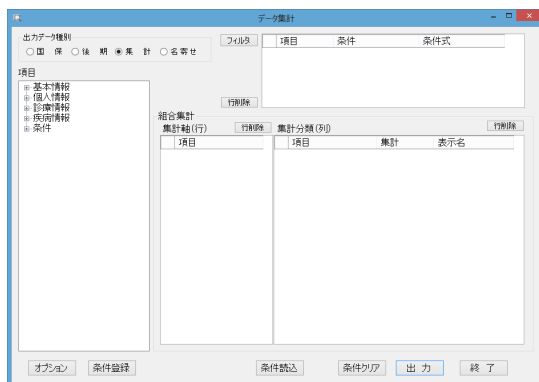 データ集計
出力データ種別
国 保 後 期 集 計 名寄せ
フィルタ
項目 条件 条件式
行削除
項目
基本情報
個人情報
診療情報
疾病情報
条件
組合集計
集計軸(行) 行削除
項目
集計分類(列) 行削除
項目 集計 表示名
オプション 条件登録 条件読込 条件クリア 出 力 終 了